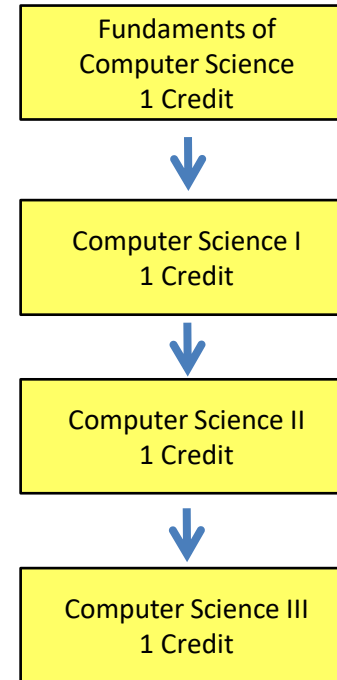 Fundaments of
Computer Science
1 Credit
Computer Science I
1 Credit
Computer Science II
1 Credit
Computer Science III
1 Credit